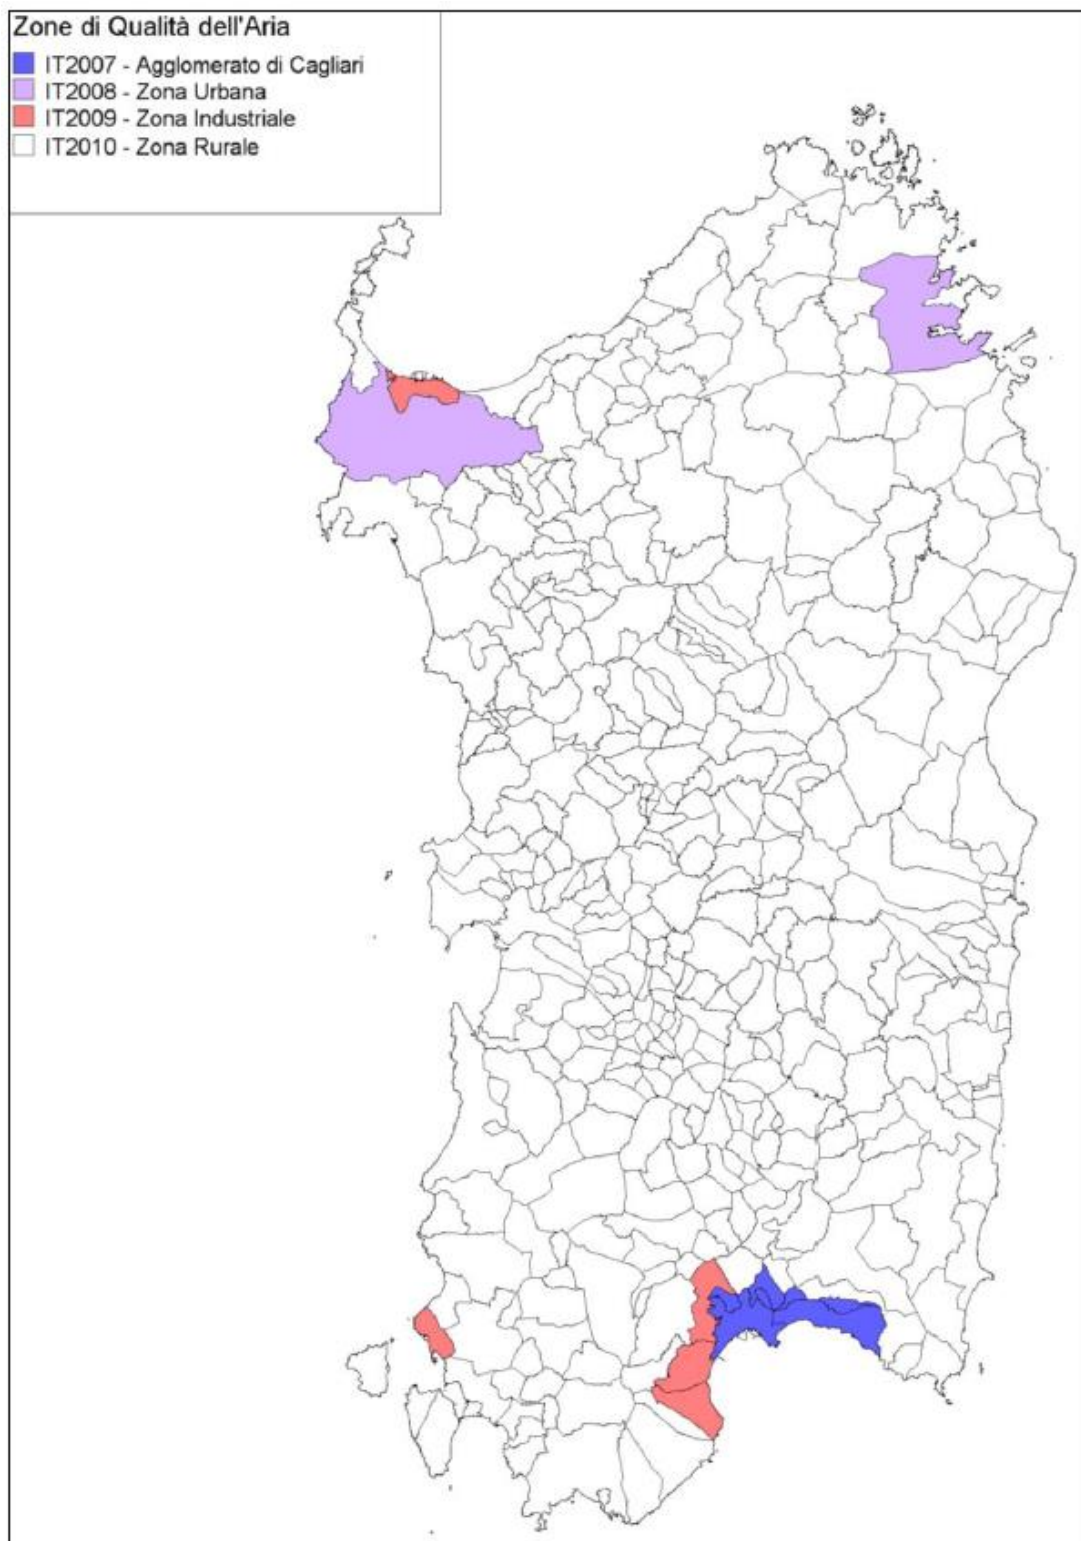 Zone di Qualità dell'Aria
IT2007 - Agglomerato di Cagliari
IT2008 - Zona Urbana
IT2009 - Zona Industriale
IT2010 - Zona Rurale